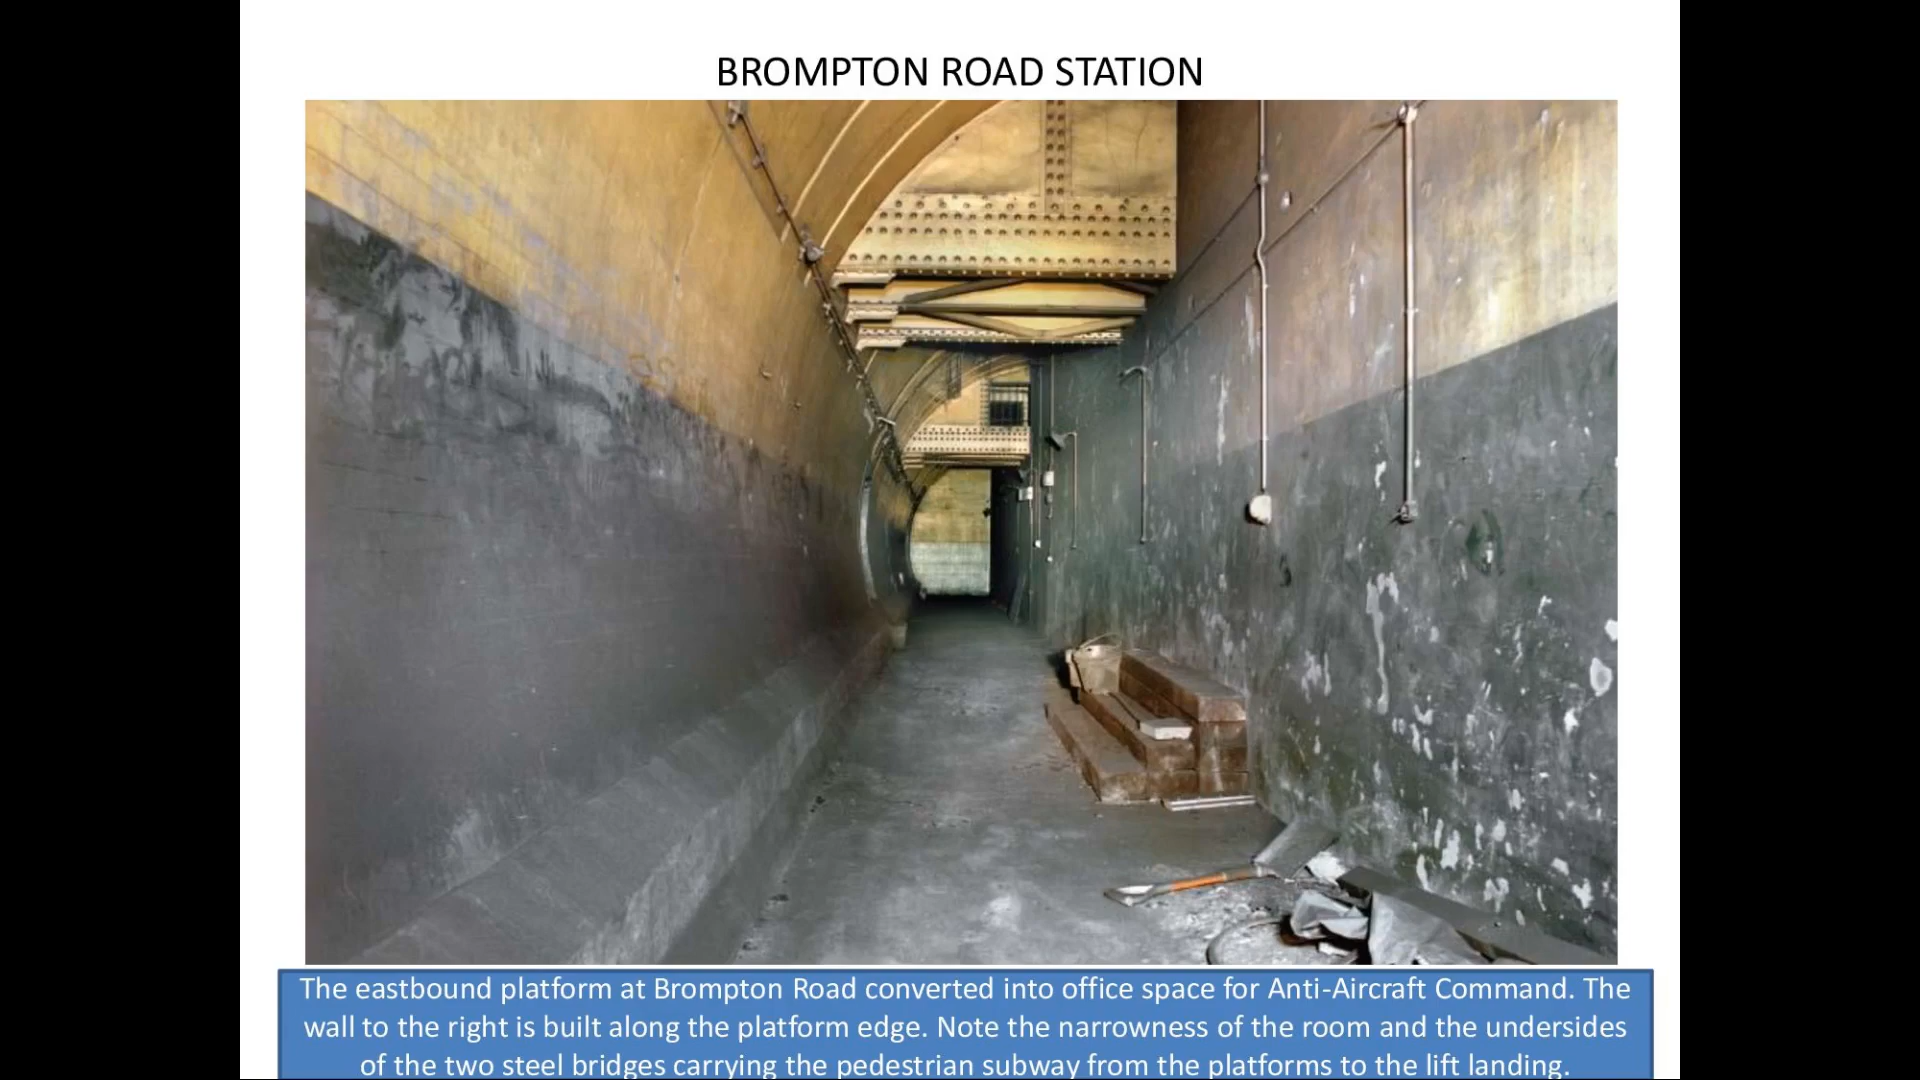 BROMPTON ROAD STATION
The eastbound platform at Brompton Road converted into office space for Anti-Aircraft Command. The
wall to the right is built along the platform edge. Note the narrowness of the room and the undersides
of the two steel bridges carrying the pedestrian subway from the platforms to the lift landing.